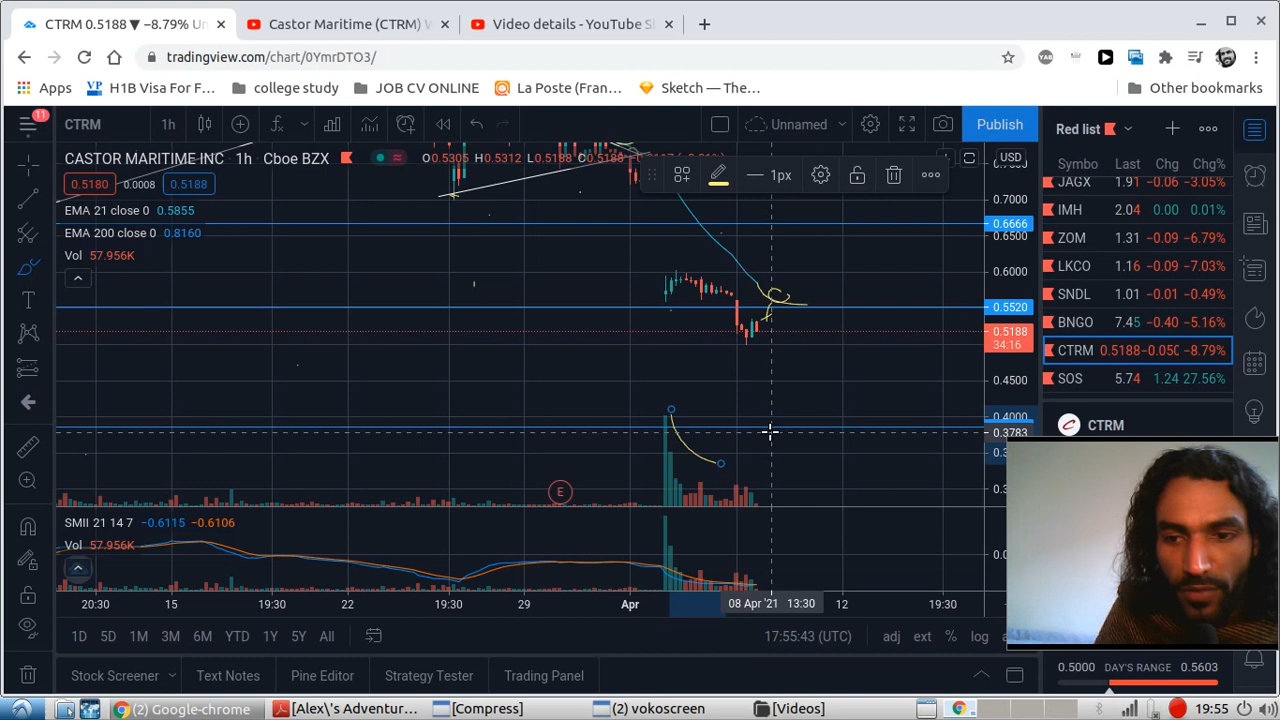 CTRM 0.5188 ▼ −8.79% Un
Castor Maritime (CTRM) W
Video details - YouTube S
tradingview.com/chart/0YmrDTO3/
Apps
H1B Visa For F...
college study
JOB CV ONLINE
La Poste (Fran...
Sketch — The...
Other bookmarks
11
CTRM
1h
Unnamed
Publish
Red list
CASTOR MARITIME INC 1h Cboe BZX
O0.5305 H0.5312 L0.5188 C0.5188
USD
Symbo Last Chg Chg%
0.5180 0.0008 0.5188
1px
JAGX 1.91 −0.06 −3.05%
EMA 21 close 0 0.5855
0.7000
IMH 2.04 0.00 0.01%
EMA 200 close 0 0.8160
0.6666
0.6500
ZOM 1.31 −0.09 −6.79%
Vol 57.956K
0.6000
LKCO 1.16 −0.09 −7.03%
SNDL 1.01 −0.01 −0.49%
0.5520
BNGO 7.45 −0.40 −5.16%
0.5188
34:16
CTRM 0.5188 −0.050 −8.79%
0.4500
SOS 5.74 1.24 27.56%
0.4000
0.3783
CTRM
E
SMII 21 14 7 −0.6115 −0.6106
Vol 57.956K
20:30
15
19:30
22
19:30
29
Apr
08 Apr '21 13:30
12
19:30
1D 5D 1M 3M 6M YTD 1Y 5Y All
17:55:43 (UTC)
adj ext % log
Stock Screener
Text Notes
Pine Editor
Strategy Tester
Trading Panel
0.5000 DAY'S RANGE 0.5603
(2) Google-chrome
[Alex\'s Adventur...
[Compress]
(2) vokoscreen
[Videos]
19:55